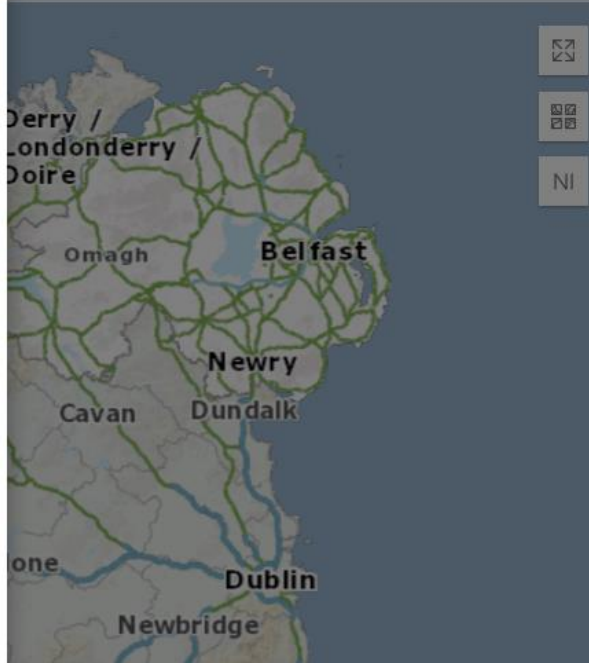 Derry /
Londonderry /
Doire
NI
Omagh
Belfast
Newry
Cavan
Dundalk
one
Dublin
Newbridge